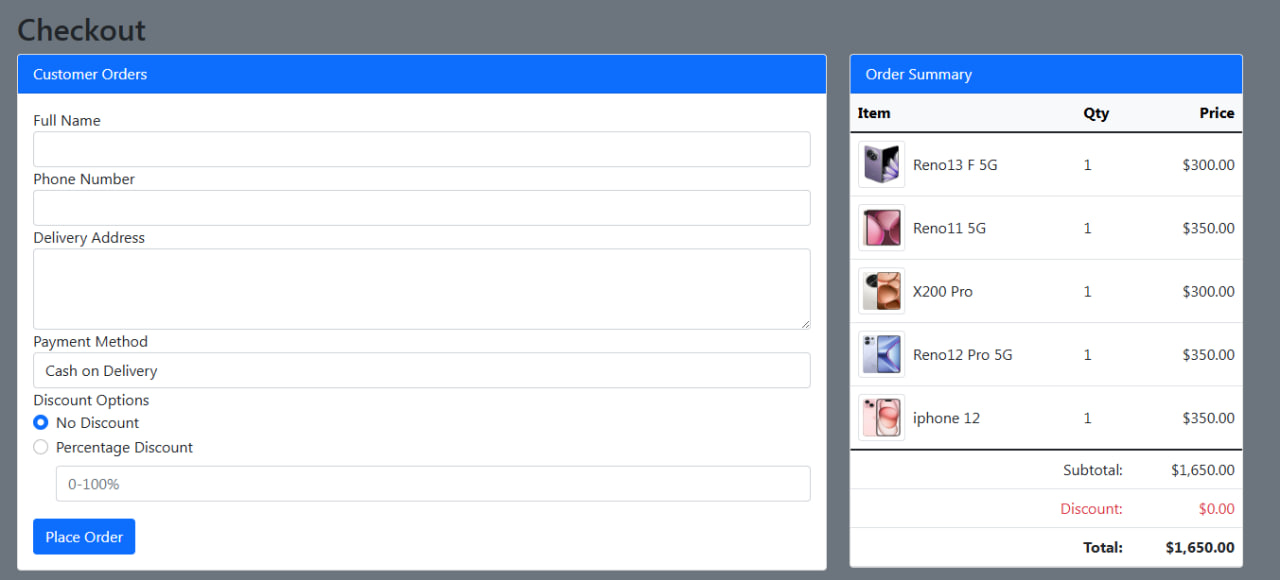 Checkout
Customer Orders
Full Name
Phone Number
Delivery Address
Payment Method
Cash on Delivery
Discount Options
No Discount
Percentage Discount
0-100%
Place Order
Order Summary
Item Qty Price
Reno13 F 5G 1 $300.00
Reno11 5G 1 $350.00
X200 Pro 1 $300.00
Reno12 Pro 5G 1 $350.00
iphone 12 1 $350.00
Subtotal: $1,650.00
Discount: $0.00
Total: $1,650.00